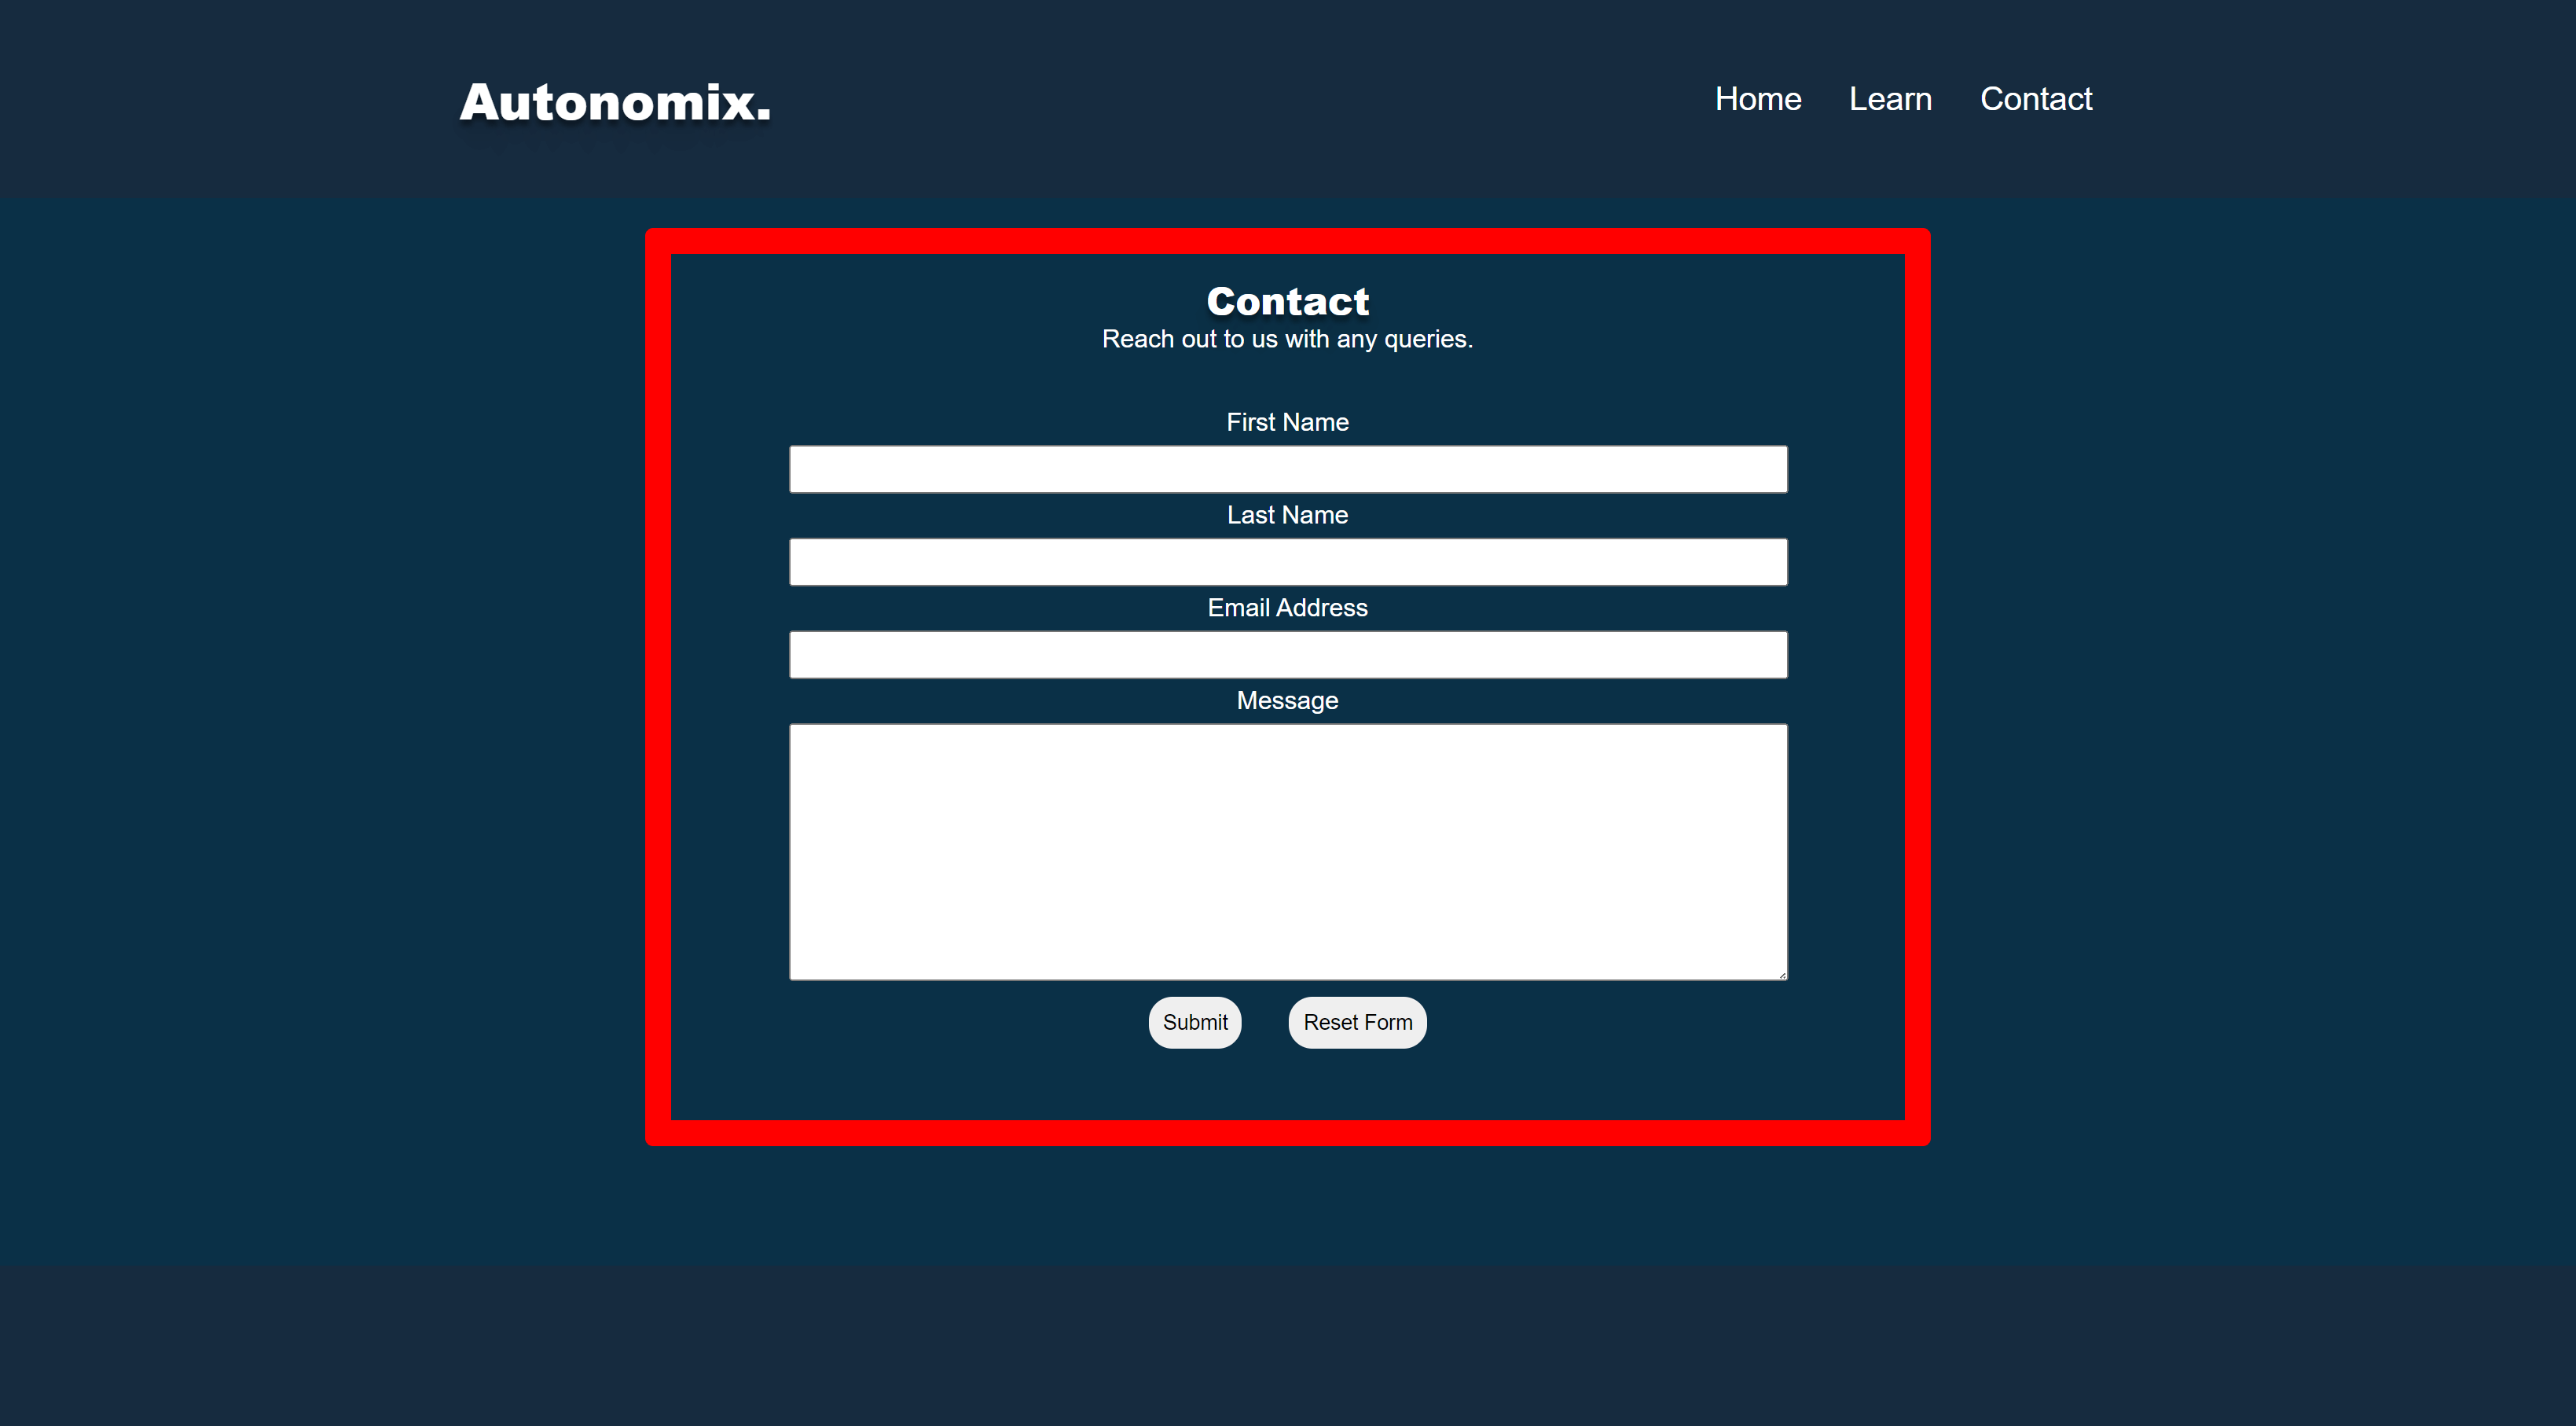 Autonomix.
Home Learn Contact
Contact
Reach out to us with any queries.
First Name
Last Name
Email Address
Message
Submit Reset Form